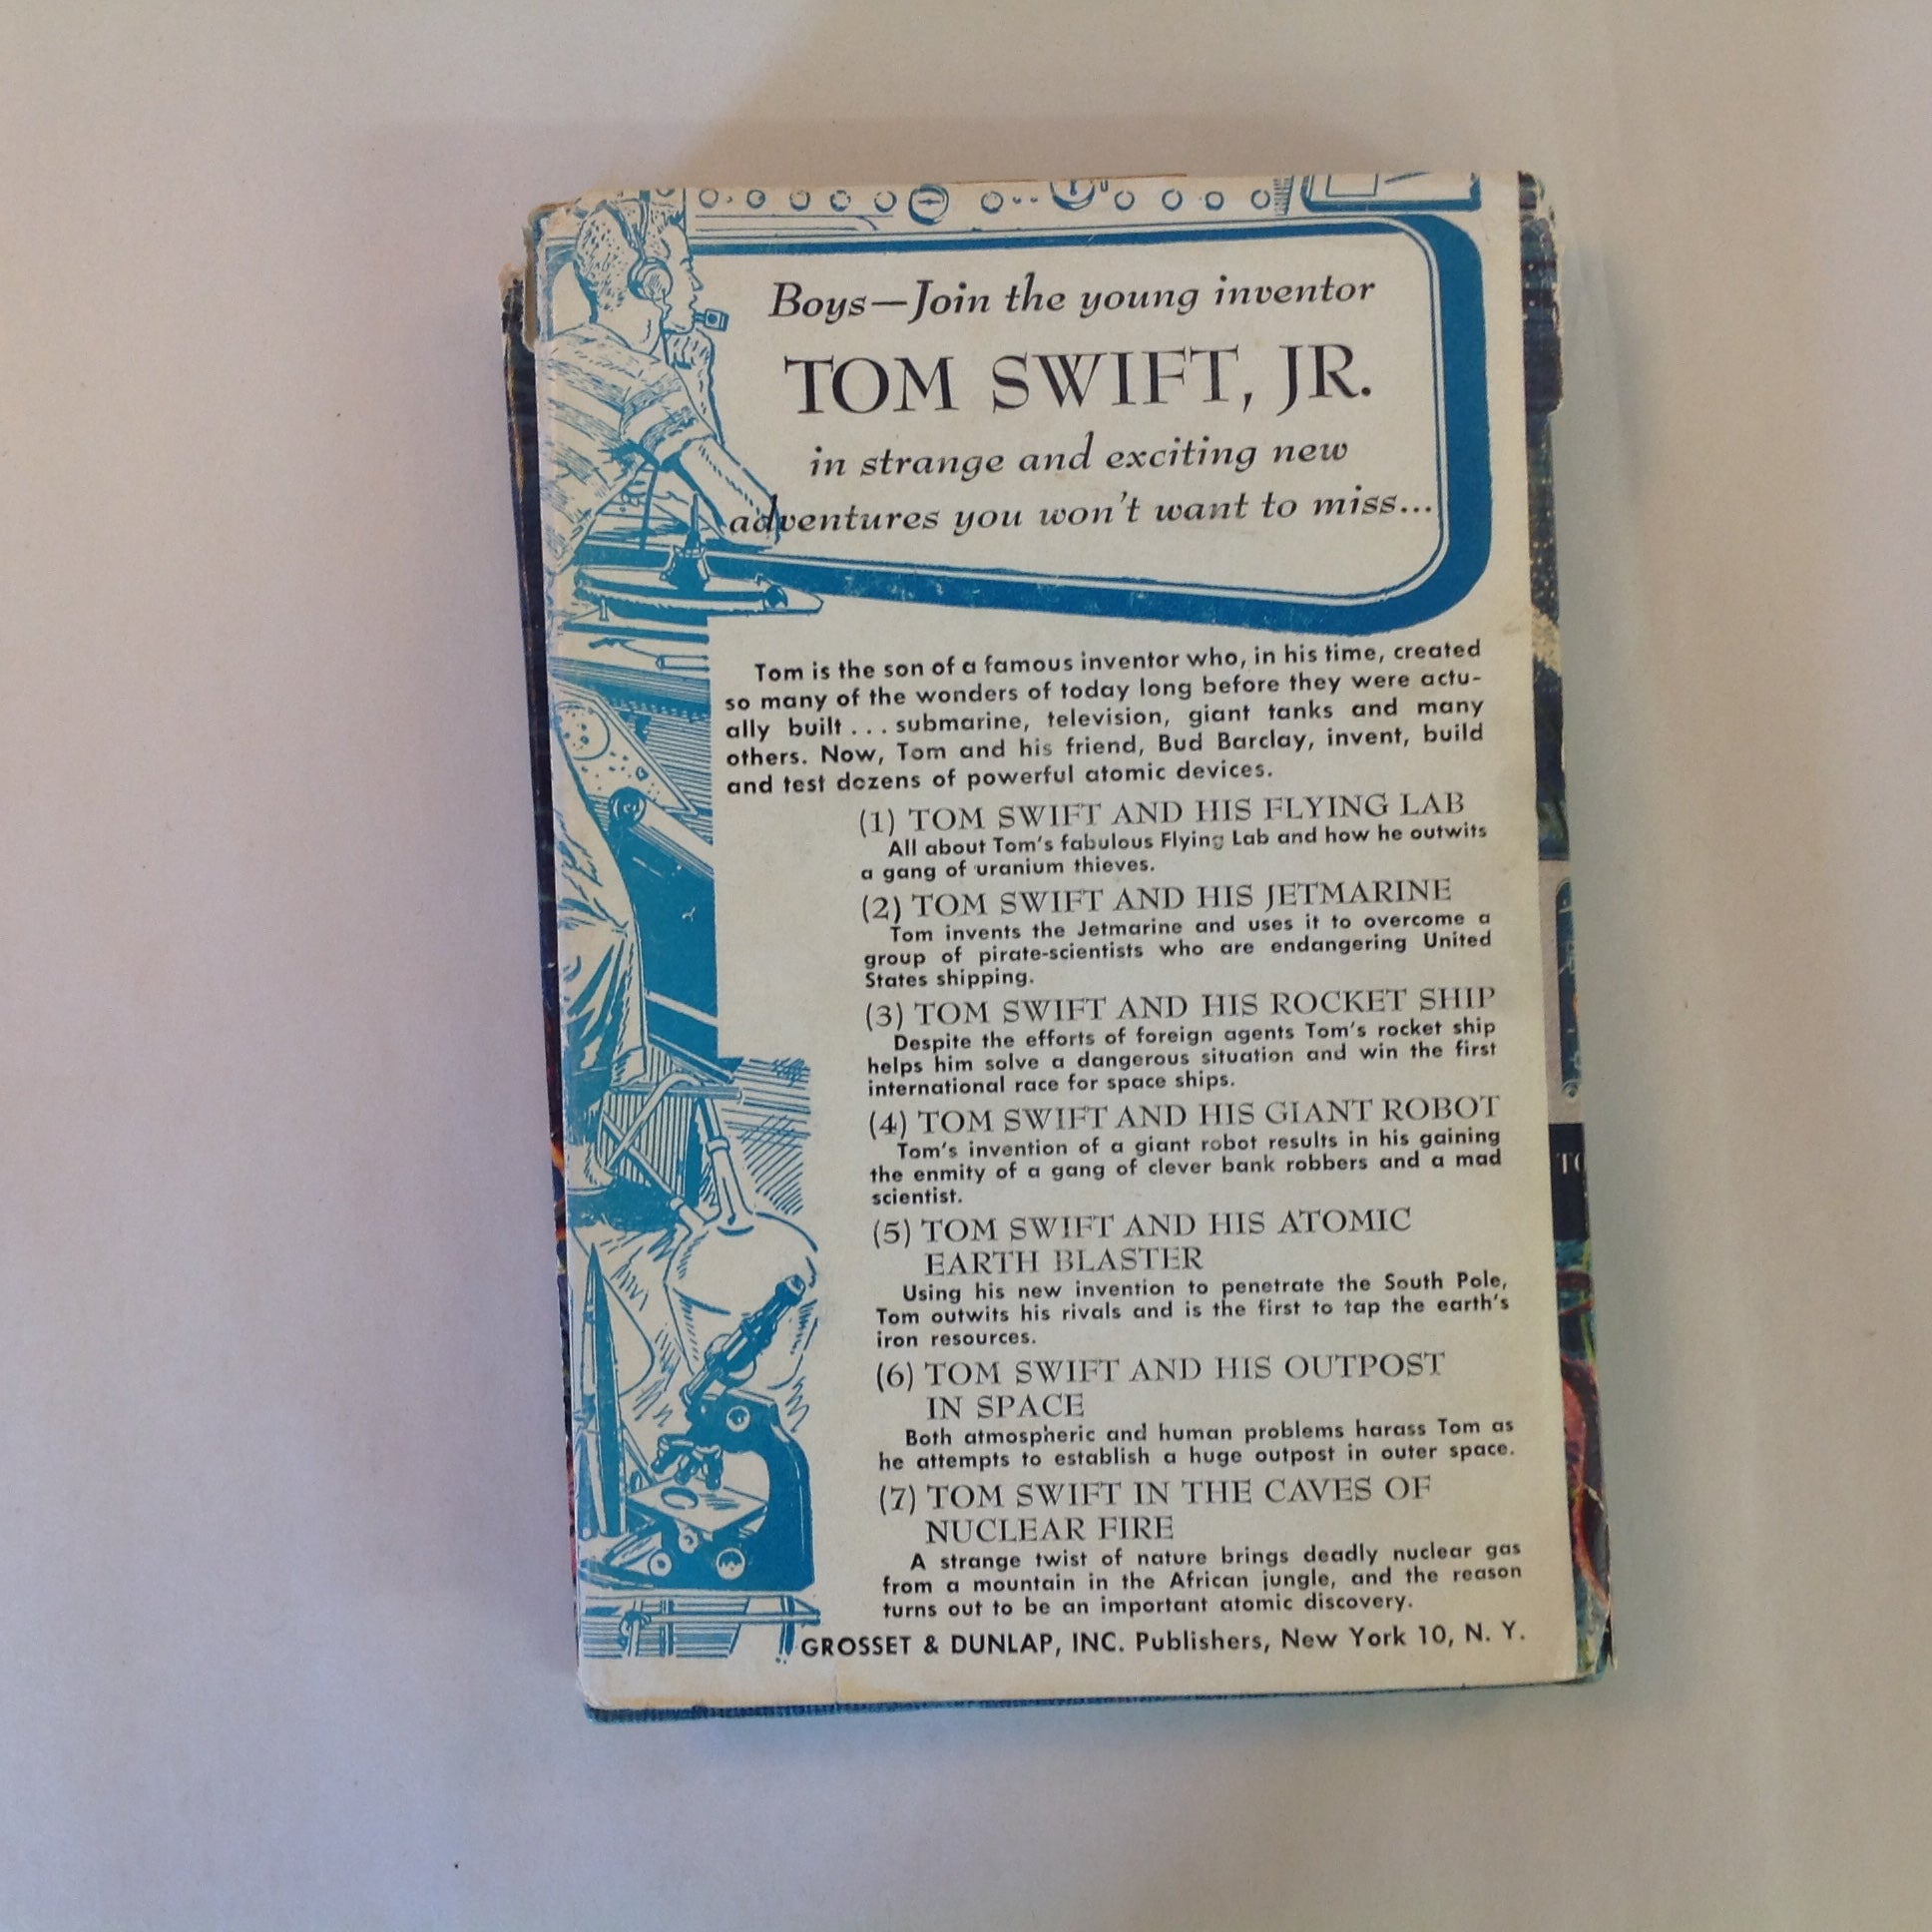 Boys—Join the young inventor
TOM SWIFT, JR.
in strange and exciting new
adventures you won't want to miss...
Tom is the son of a famous inventor who, in his time, created
so many of the wonders of today long before they were actu-
ally built . . . submarine, television, giant tanks and many
others. Now, Tom and his friend, Bud Barclay, invent, build
and test dozens of powerful atomic devices.
(1) TOM SWIFT AND HIS FLYING LAB
All about Tom's fabulous Flying Lab and how he outwits
a gang of uranium thieves.
(2) TOM SWIFT AND HIS JETMARINE
Tom invents the Jetmarine and uses it to overcome a
group of pirate-scientists who are endangering United
States shipping.
(3) TOM SWIFT AND HIS ROCKET SHIP
Despite the efforts of foreign agents Tom's rocket ship
helps him solve a dangerous situation and win the first
international race for space ships.
(4) TOM SWIFT AND HIS GIANT ROBOT
Tom's invention of a giant robot results in his gaining
the enmity of a gang of clever bank robbers and a mad
scientist.
(5) TOM SWIFT AND HIS ATOMIC
EARTH BLASTER
Using his new invention to penetrate the South Pole,
Tom outwits his rivals and is the first to tap the earth's
iron resources.
(6) TOM SWIFT AND HIS OUTPOST
IN SPACE
Both atmospheric and human problems harass Tom as
he attempts to establish a huge outpost in outer space.
(7) TOM SWIFT IN THE CAVES OF
NUCLEAR FIRE
A strange twist of nature brings deadly nuclear gas
from a mountain in the African jungle, and the reason
turns out to be an important atomic discovery.
GROSSET & DUNLAP, INC. Publishers, New York 10, N. Y.